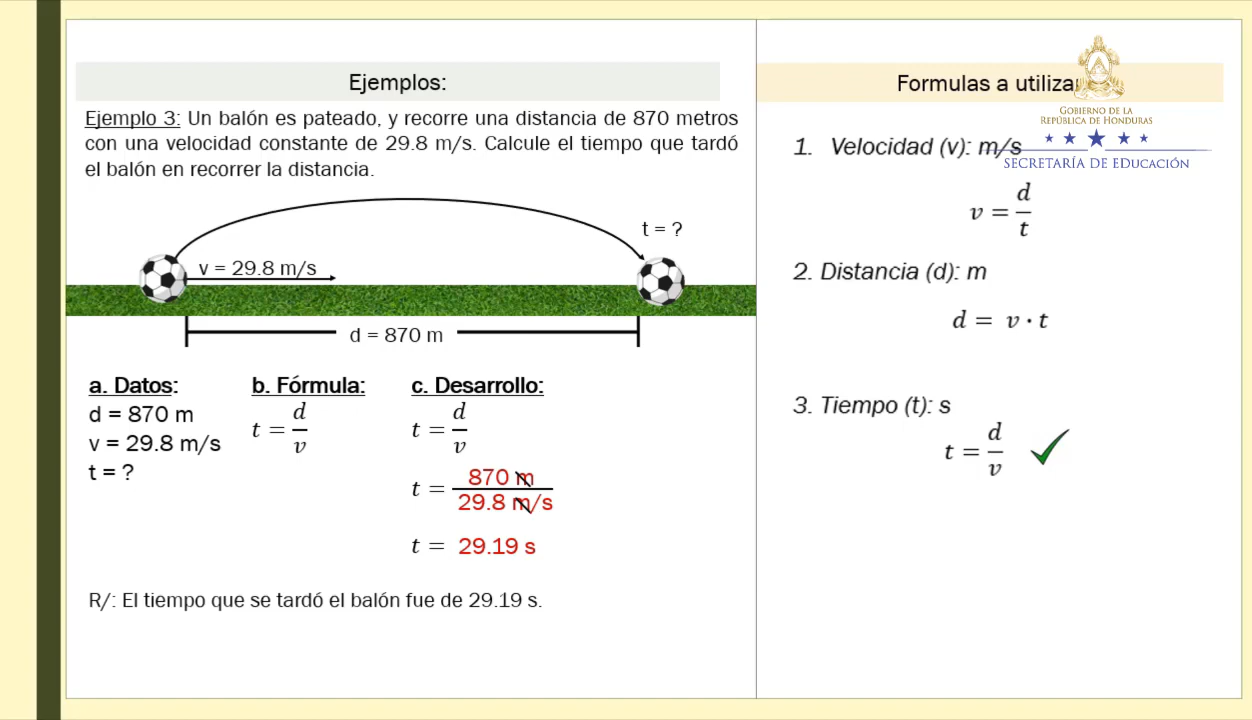 Ejemplos:
Ejemplo 3: Un balón es pateado, y recorre una distancia de 870 metros
con una velocidad constante de 29.8 m/s. Calcule el tiempo que tardó
el balón en recorrer la distancia.
t = ?
v = 29.8 m/s
d = 870 m
a. Datos:
d = 870 m
v = 29.8 m/s
t = ?
b. Fórmula:
t = d/v
c. Desarrollo:
t = d/v
t = 870 m / 29.8 m/s
t = 29.19 s
R/: El tiempo que se tardó el balón fue de 29.19 s.
Formulas a utiliza
GOBIERNO DE LA
REPÚBLICA DE HONDURAS
SECRETARÍA DE EDUCACIÓN
1. Velocidad (v): m/s
v = d/t
2. Distancia (d): m
d = v · t
3. Tiempo (t): s
t = d/v